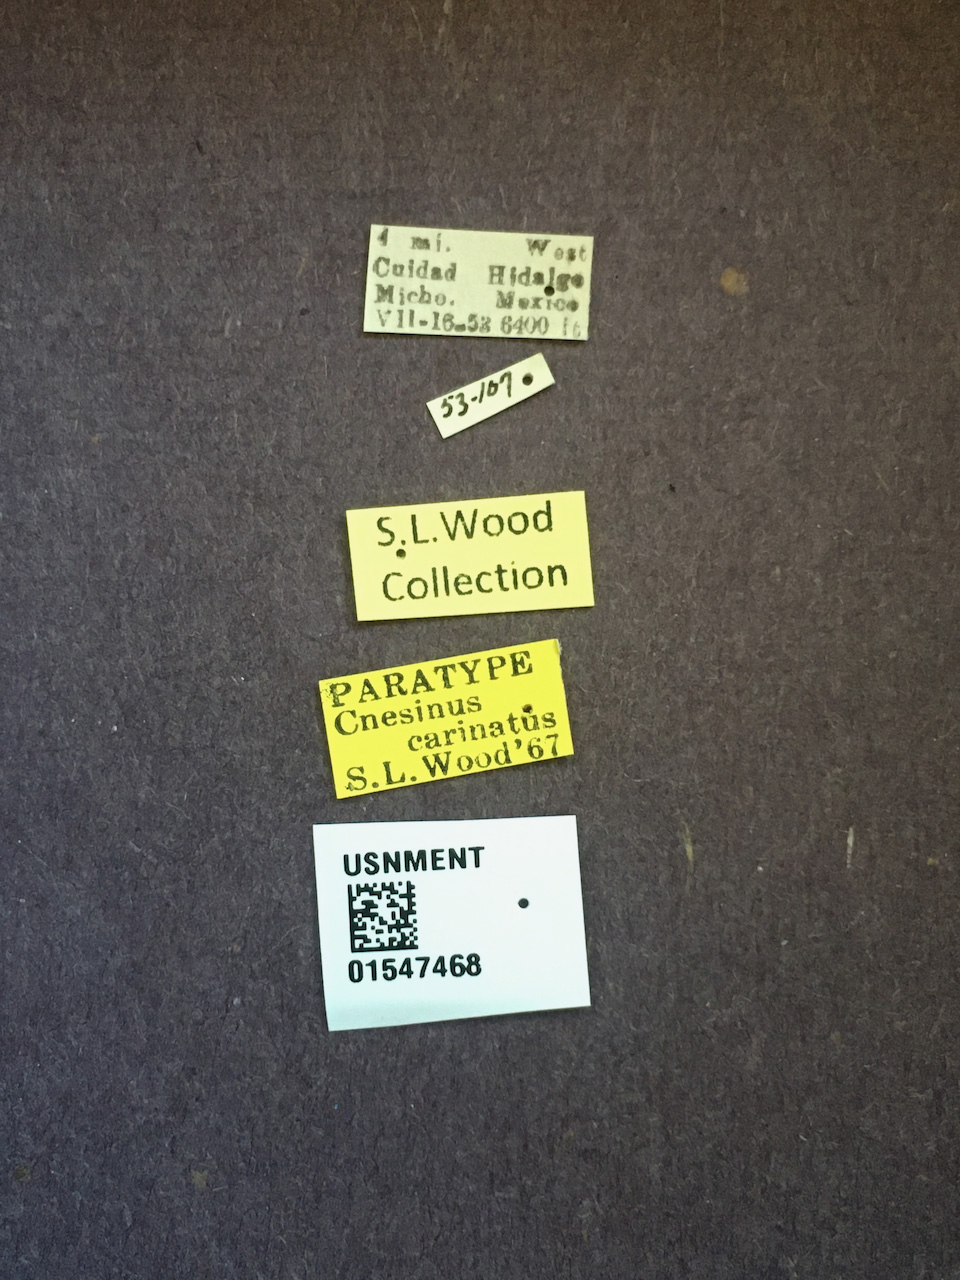 4 mi. West
Cuidad Hidalgo
Micho. Mexico
VII-16-53 6400 ft
53-107
S.L.Wood
Collection
PARATYPE
Cnesinus
carinatus
S.L.Wood'67
USNMENT
01547468